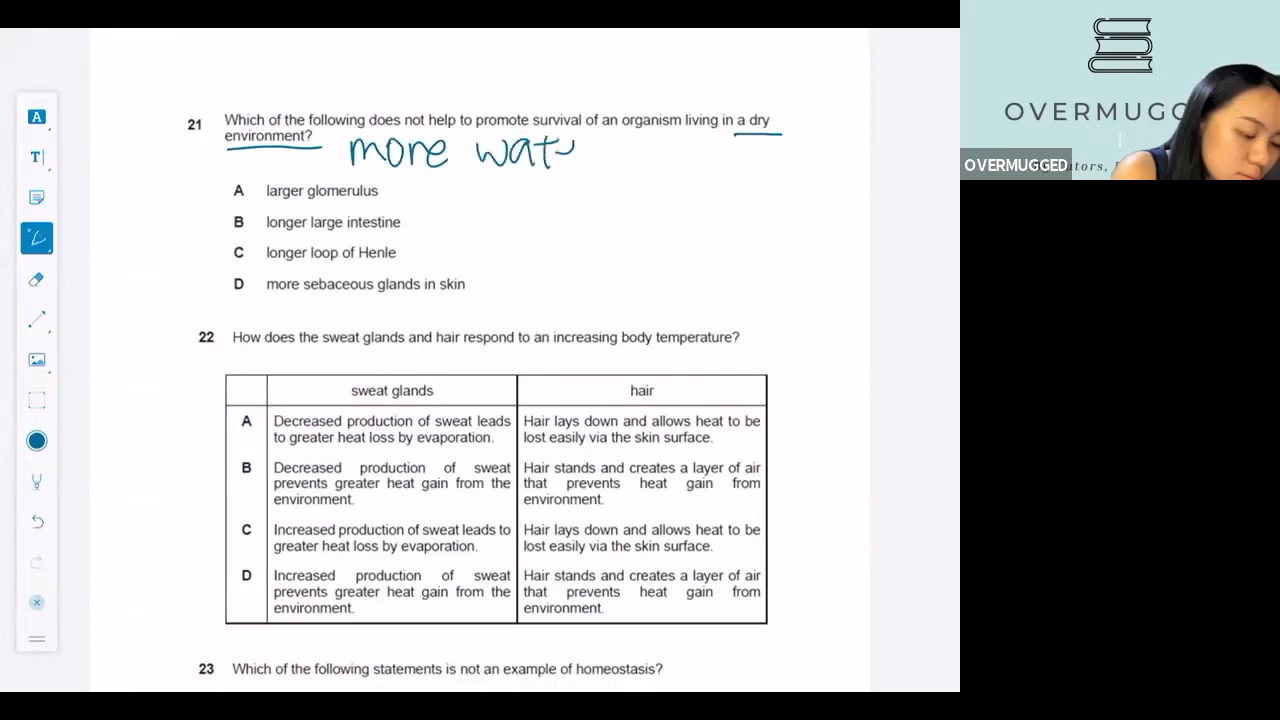 21 Which of the following does not help to promote survival of an organism living in a dry
environment?
more wat
A larger glomerulus
B longer large intestine
C longer loop of Henle
D more sebaceous glands in skin
22 How does the sweat glands and hair respond to an increasing body temperature?
sweat glands hair
A Decreased production of sweat leads Hair lays down and allows heat to be
to greater heat loss by evaporation. lost easily via the skin surface.
B Decreased production of sweat Hair stands and creates a layer of air
prevents greater heat gain from the that prevents heat gain from
environment. environment.
C Increased production of sweat leads to Hair lays down and allows heat to be
greater heat loss by evaporation. lost easily via the skin surface.
D Increased production of sweat Hair stands and creates a layer of air
prevents greater heat gain from the that prevents heat gain from
environment. environment.
23 Which of the following statements is not an example of homeostasis?
A
T
OVERMUGG
OVERMUGGED
utors,